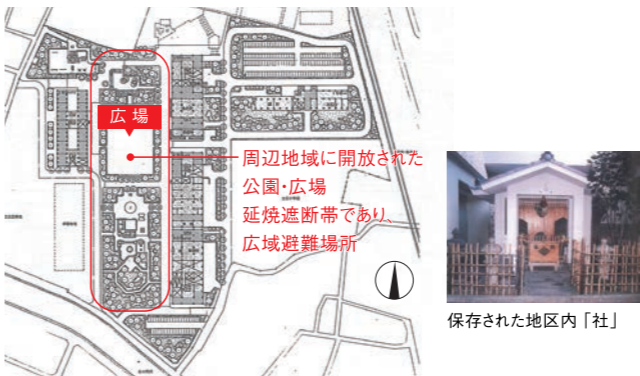 広場
周辺地域に開放された
公園・広場
延焼遮断帯であり、
広域避難場所
保存された地区内「社」